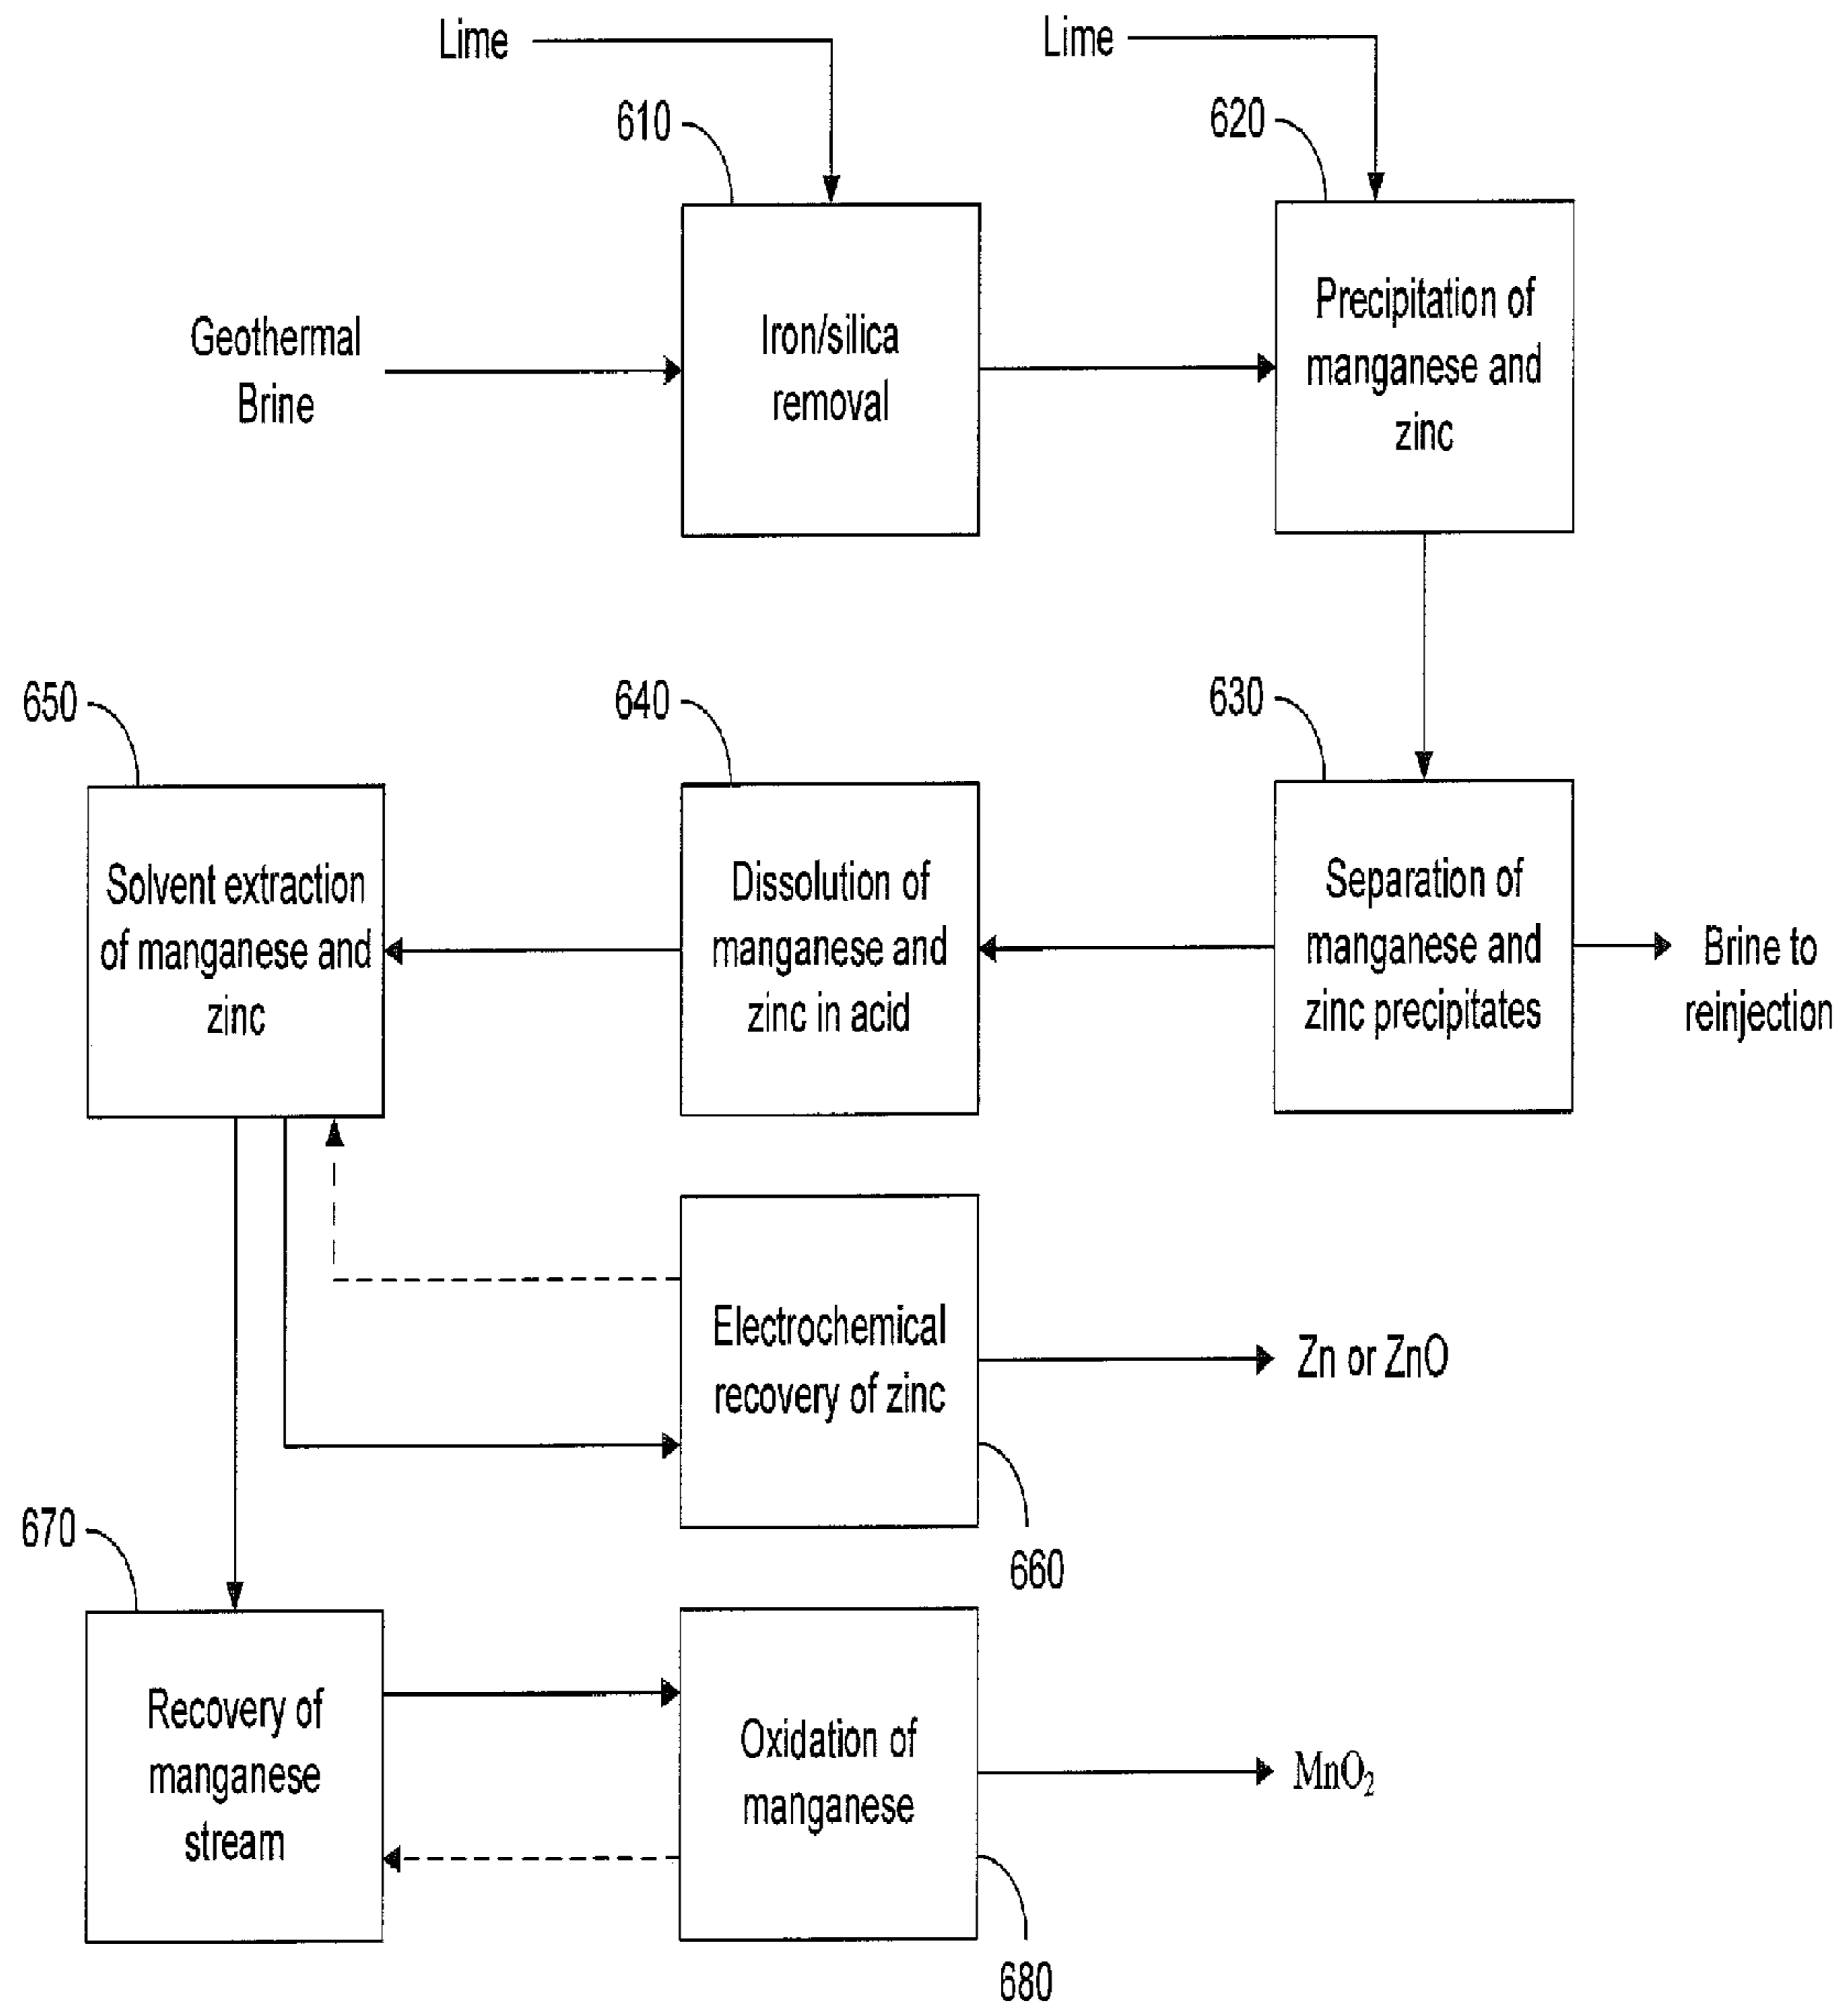 Lime
Lime
610
620
Geothermal
Brine
Iron/silica
removal
Precipitation of
manganese and
zinc
650
640
630
Solvent extraction
of manganese and
zinc
Dissolution of
manganese and
zinc in acid
Separation of
manganese and
zinc precipitates
Brine to
reinjection
Electrochemical
recovery of zinc
Zn or ZnO
670
660
Recovery of
manganese
stream
Oxidation of
manganese
MnO₂
680